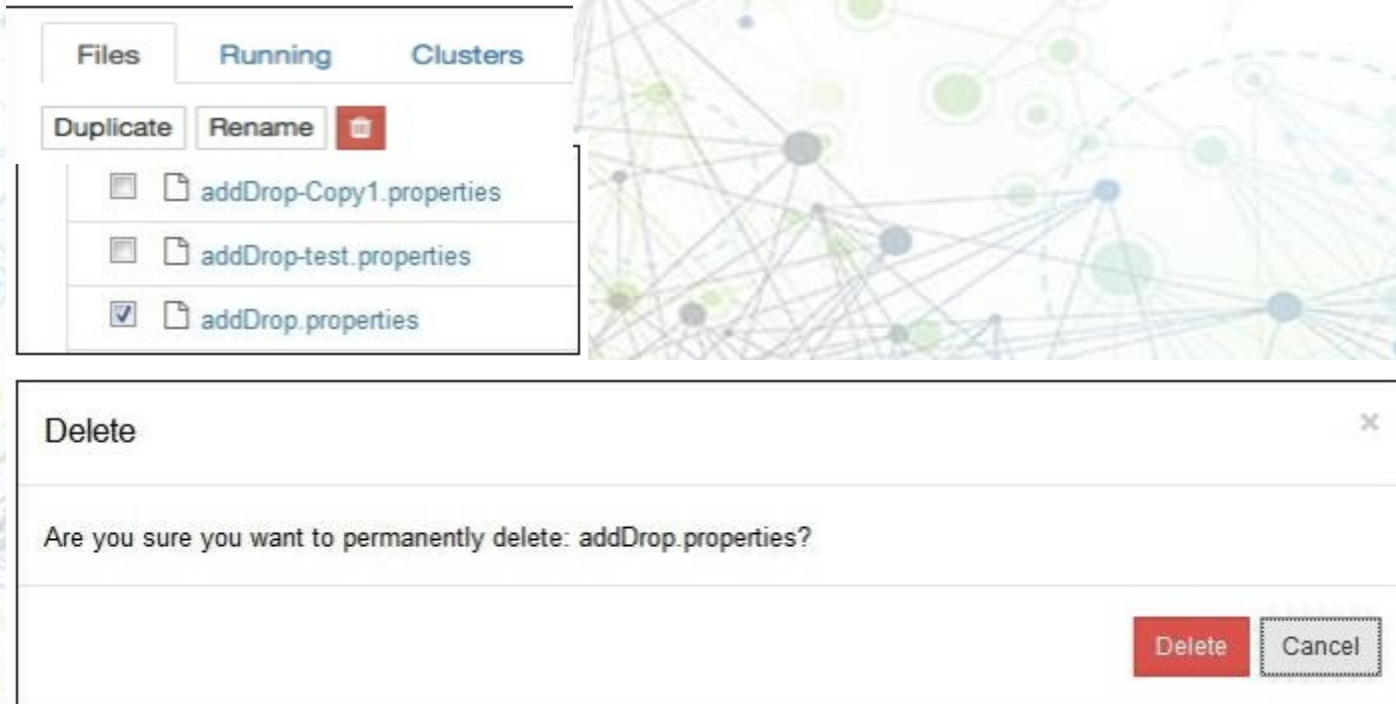 Files Running Clusters
Duplicate Rename
addDrop-Copy1.properties
addDrop-test.properties
addDrop.properties
Delete ×
Are you sure you want to permanently delete: addDrop.properties?
Delete Cancel